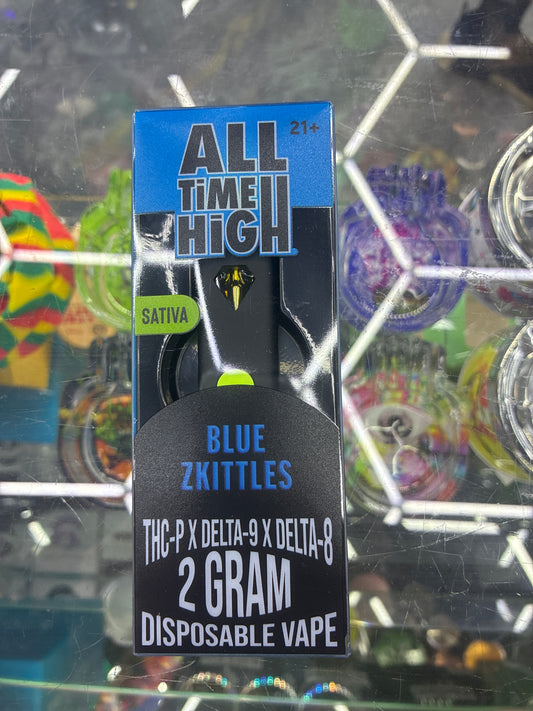 21+
ALL
TiME
HiGH
SATIVA
BLUE
ZKITTLES
THC-P X DELTA-9 X DELTA-8
2 GRAM
DISPOSABLE VAPE